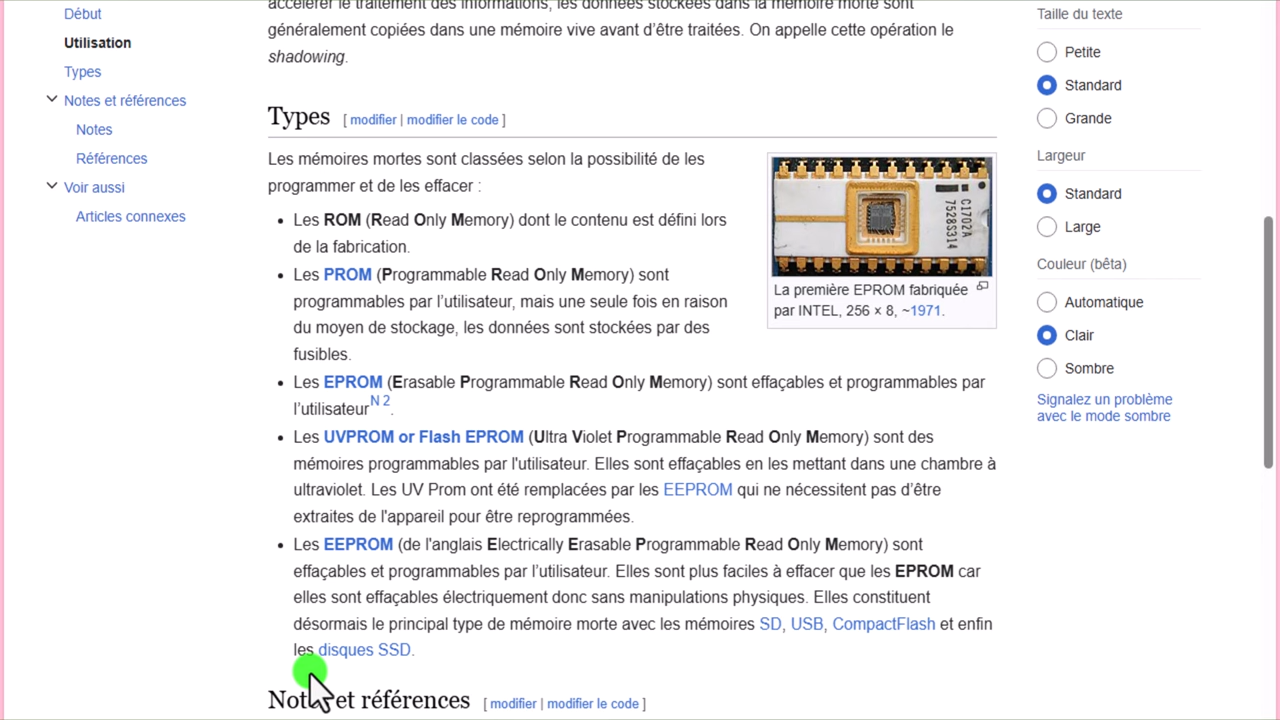 Début
Utilisation
Types
Notes et références
Notes
Références
Voir aussi
Articles connexes
accélérer le traitement des informations, les données stockées dans la mémoire morte sont
généralement copiées dans une mémoire vive avant d’être traitées. On appelle cette opération le
shadowing.
Types [ modifier | modifier le code ]
Les mémoires mortes sont classées selon la possibilité de les
programmer et de les effacer :
• Les ROM (Read Only Memory) dont le contenu est défini lors
de la fabrication.
• Les PROM (Programmable Read Only Memory) sont
programmables par l’utilisateur, mais une seule fois en raison
du moyen de stockage, les données sont stockées par des
fusibles.
• Les EPROM (Erasable Programmable Read Only Memory) sont effaçables et programmables par
l’utilisateur N 2.
• Les UVPROM or Flash EPROM (Ultra Violet Programmable Read Only Memory) sont des
mémoires programmables par l'utilisateur. Elles sont effaçables en les mettant dans une chambre à
ultraviolet. Les UV Prom ont été remplacées par les EEPROM qui ne nécessitent pas d’être
extraites de l'appareil pour être reprogrammées.
• Les EEPROM (de l'anglais Electrically Erasable Programmable Read Only Memory) sont
effaçables et programmables par l’utilisateur. Elles sont plus faciles à effacer que les EPROM car
elles sont effaçables électriquement donc sans manipulations physiques. Elles constituent
désormais le principal type de mémoire morte avec les mémoires SD, USB, CompactFlash et enfin
les disques SSD.
C1702A
7528S314
La première EPROM fabriquée
par INTEL, 256 × 8, ~1971.
et références [ modifier | modifier le code ]
Taille du texte
Petite
Standard
Grande
Largeur
Standard
Large
Couleur (bêta)
Automatique
Clair
Sombre
Signalez un problème
avec le mode sombre